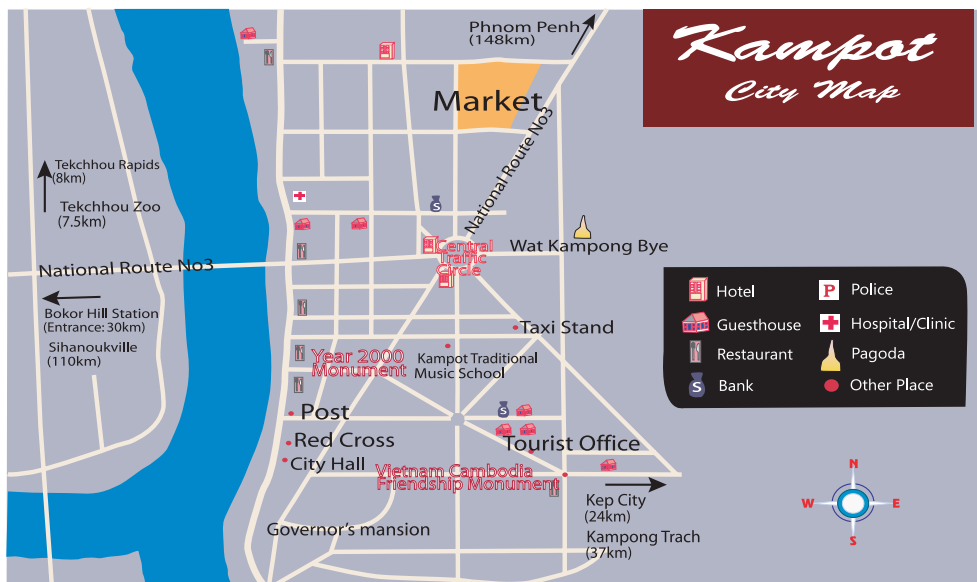 Kampot
City Map
Phnom Penh
(148km)
Market
National Route No3
Tekchhou Rapids
(8km)
Tekchhou Zoo
(7.5km)
S
Wat Kampong Bye
Central
Traffic
Circle
National Route No3
Bokor Hill Station
(Entrance:30km)
Sihanoukville
(110km)
Hotel
P
Police
Guesthouse
Hospital/Clinic
Restaurant
Pagoda
S
Bank
Other Place
Taxi Stand
Year 2000
Monument
Kampot Traditional
Music School
S
Post
Red Cross
Tourist Office
City Hall
Vietnam Cambodia
Friendship Monument
Kep City
(24km)
Kampong Trach
(37km)
Governor's mansion
N
W
E
S